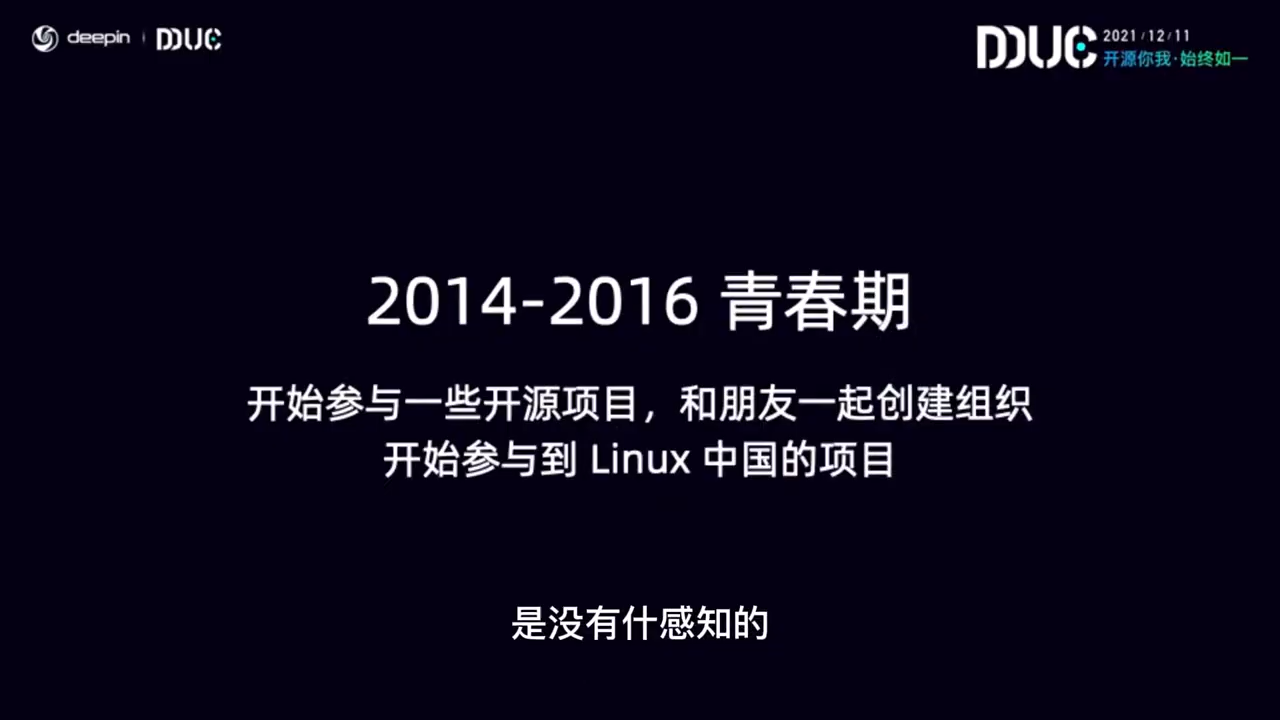 deepin | DDUC
DDUC 2021/12/11
开源你我·始终如一
2014-2016 青春期
开始参与一些开源项目，和朋友一起创建组织
开始参与到 Linux 中国的项目
是没有什感知的